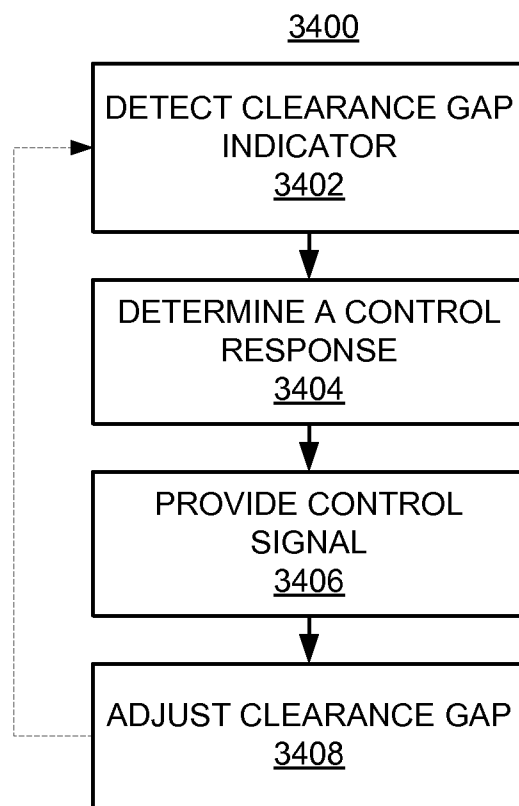 3400
DETECT CLEARANCE GAP
INDICATOR
3402
DETERMINE A CONTROL
RESPONSE
3404
PROVIDE CONTROL
SIGNAL
3406
ADJUST CLEARANCE GAP
3408